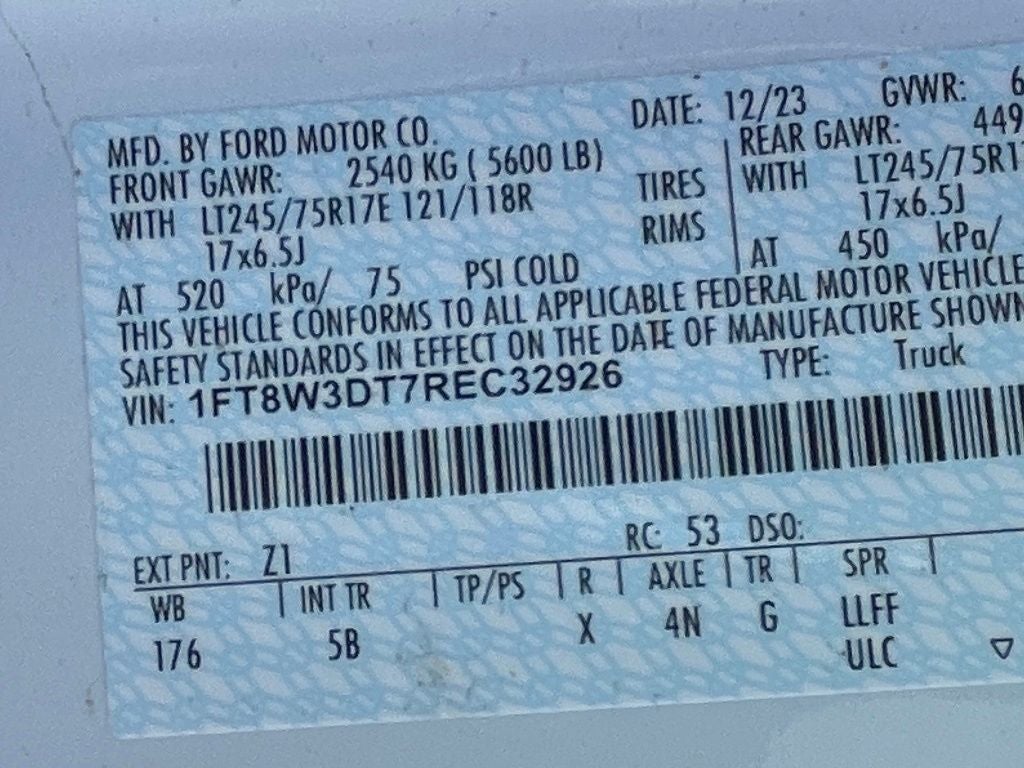 MFD. BY FORD MOTOR CO. DATE: 12/23 GVWR: 6
FRONT GAWR: 2540 KG ( 5600 LB) REAR GAWR: 449
WITH LT245/75R17E 121/118R TIRES WITH LT245/75R17
17x6.5J RIMS 17x6.5J
AT 520 kPa/ 75 PSI COLD AT 450 kPa/
THIS VEHICLE CONFORMS TO ALL APPLICABLE FEDERAL MOTOR VEHICLE
SAFETY STANDARDS IN EFFECT ON THE DATE OF MANUFACTURE SHOWN
VIN: 1FT8W3DT7REC32926 TYPE: Truck
EXT PNT: Z1 RC: 53 DSO:
WB INT TR TP/PS R AXLE TR SPR
176 5B X 4N G LLFF
ULC